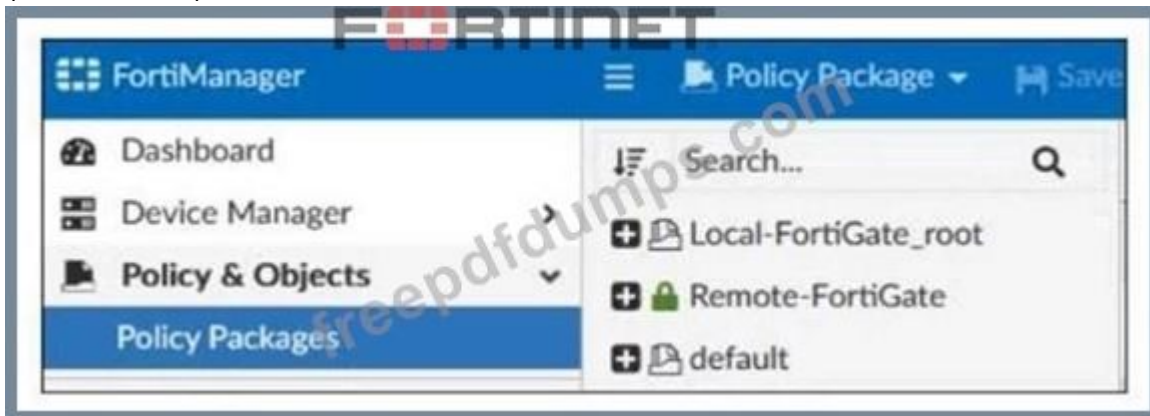 FORTINET
FortiManager
Policy Package
Save
Dashboard
Search...
Device Manager
Local-FortiGate_root
Policy & Objects
Remote-FortiGate
Policy Packages
default
freepdfdumps.com